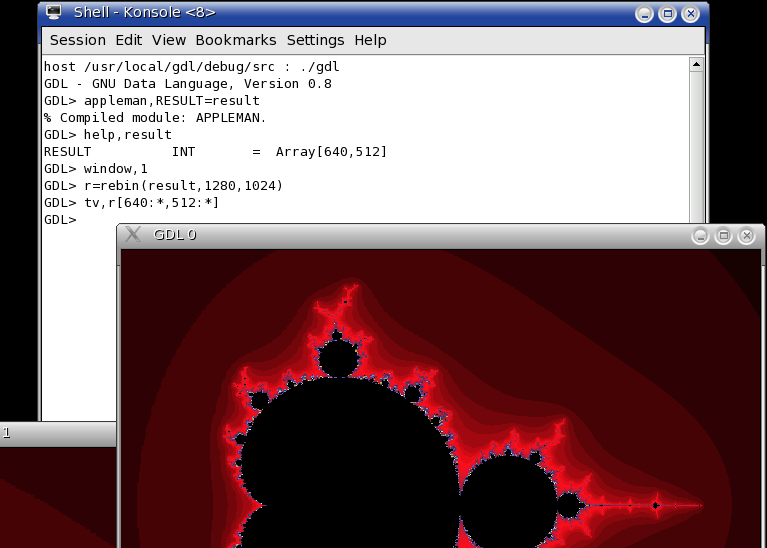 Shell - Konsole <8>
Session Edit View Bookmarks Settings Help
host /usr/local/gdl/debug/src : ./gdl
GDL - GNU Data Language, Version 0.8
GDL> appleman,RESULT=result
% Compiled module: APPLEMAN.
GDL> help,result
RESULT          INT       =  Array[640,512]
GDL> window,1
GDL> r=rebin(result,1280,1024)
GDL> tv,r[640:*,512:*]
GDL>
GDL 0
1